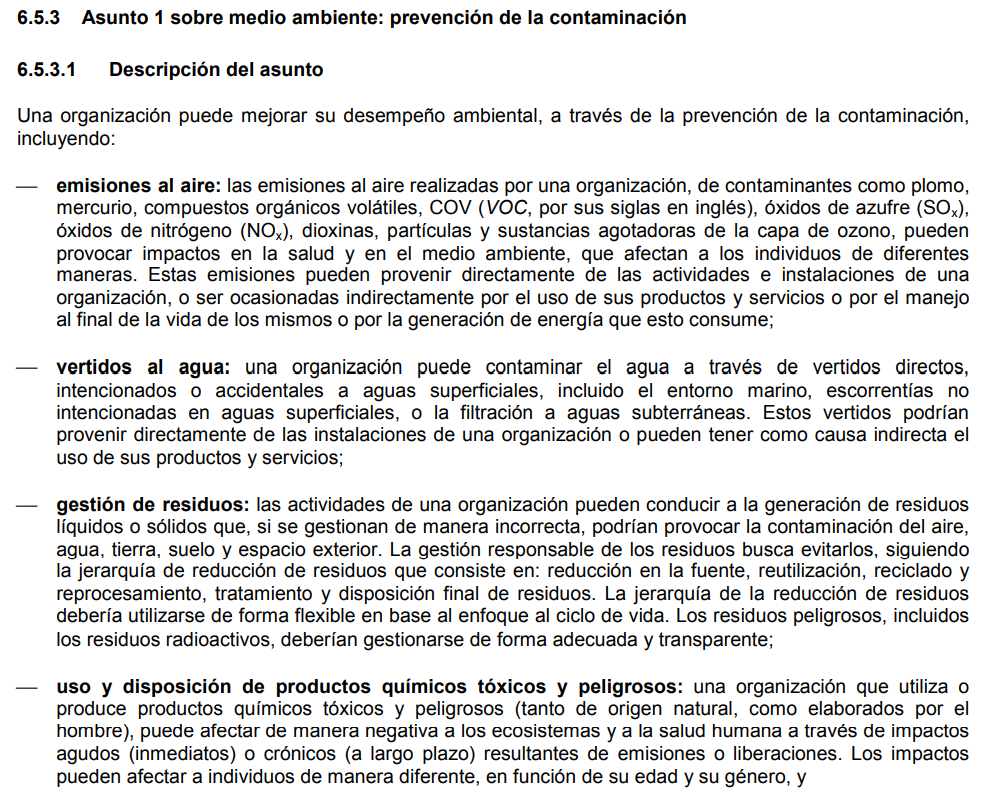 6.5.3 Asunto 1 sobre medio ambiente: prevención de la contaminación
6.5.3.1 Descripción del asunto
Una organización puede mejorar su desempeño ambiental, a través de la prevención de la contaminación,
incluyendo:
— emisiones al aire: las emisiones al aire realizadas por una organización, de contaminantes como plomo,
mercurio, compuestos orgánicos volátiles, COV (VOC, por sus siglas en inglés), óxidos de azufre (SOx),
óxidos de nitrógeno (NOx), dioxinas, partículas y sustancias agotadoras de la capa de ozono, pueden
provocar impactos en la salud y en el medio ambiente, que afectan a los individuos de diferentes
maneras. Estas emisiones pueden provenir directamente de las actividades e instalaciones de una
organización, o ser ocasionadas indirectamente por el uso de sus productos y servicios o por el manejo
al final de la vida de los mismos o por la generación de energía que esto consume;
— vertidos al agua: una organización puede contaminar el agua a través de vertidos directos,
intencionados o accidentales a aguas superficiales, incluido el entorno marino, escorrentías no
intencionadas en aguas superficiales, o la filtración a aguas subterráneas. Estos vertidos podrían
provenir directamente de las instalaciones de una organización o pueden tener como causa indirecta el
uso de sus productos y servicios;
— gestión de residuos: las actividades de una organización pueden conducir a la generación de residuos
líquidos o sólidos que, si se gestionan de manera incorrecta, podrían provocar la contaminación del aire,
agua, tierra, suelo y espacio exterior. La gestión responsable de los residuos busca evitarlos, siguiendo
la jerarquía de reducción de residuos que consiste en: reducción en la fuente, reutilización, reciclado y
reprocesamiento, tratamiento y disposición final de residuos. La jerarquía de la reducción de residuos
debería utilizarse de forma flexible en base al enfoque al ciclo de vida. Los residuos peligrosos, incluidos
los residuos radioactivos, deberían gestionarse de forma adecuada y transparente;
— uso y disposición de productos químicos tóxicos y peligrosos: una organización que utiliza o
produce productos químicos tóxicos y peligrosos (tanto de origen natural, como elaborados por el
hombre), puede afectar de manera negativa a los ecosistemas y a la salud humana a través de impactos
agudos (inmediatos) o crónicos (a largo plazo) resultantes de emisiones o liberaciones. Los impactos
pueden afectar a individuos de manera diferente, en función de su edad y su género, y